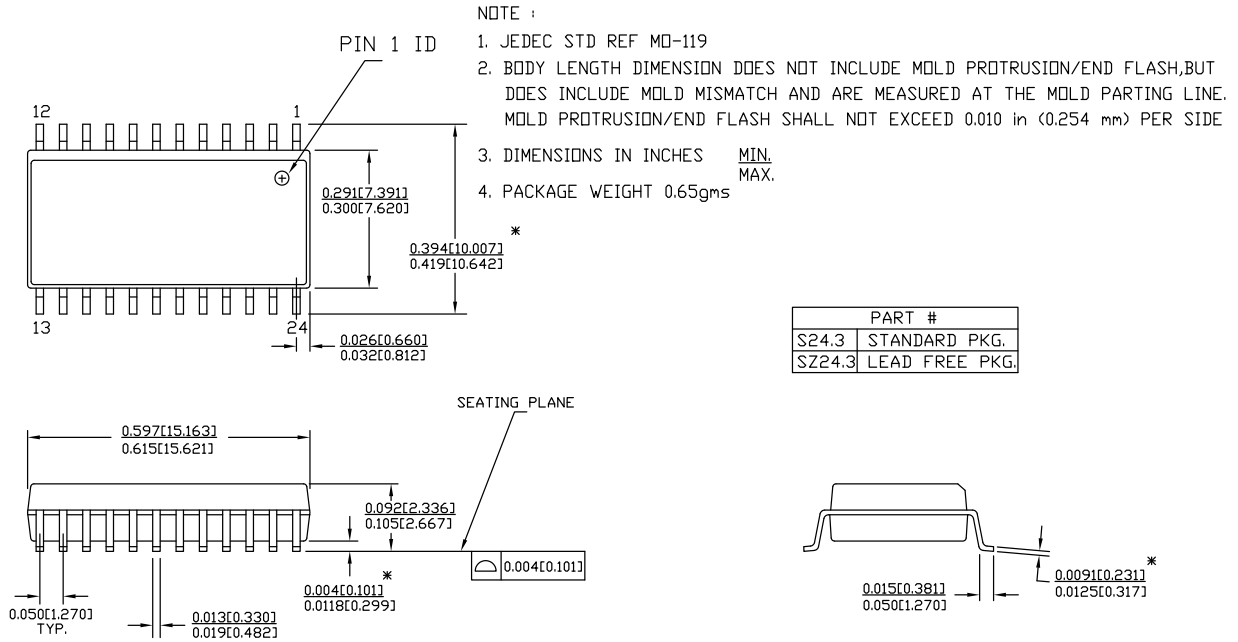 NOTE :
1. JEDEC STD REF MO-119
2. BODY LENGTH DIMENSION DOES NOT INCLUDE MOLD PROTRUSION/END FLASH,BUT
DOES INCLUDE MOLD MISMATCH AND ARE MEASURED AT THE MOLD PARTING LINE.
MOLD PROTRUSION/END FLASH SHALL NOT EXCEED 0.010 in (0.254 mm) PER SIDE
3. DIMENSIONS IN INCHES MIN.
MAX.
4. PACKAGE WEIGHT 0.65gms
PIN 1 ID
12
1
0.291[7.391]
0.300[7.620]
*
0.394[10.007]
0.419[10.642]
13
24
0.026[0.660]
0.032[0.812]
PART #
S24.3 STANDARD PKG.
SZ24.3 LEAD FREE PKG.
SEATING PLANE
0.597[15.163]
0.615[15.621]
0.092[2.336]
0.105[2.667]
0.004[0.101]
*
0.004[0.101]
0.0118[0.299]
0.050[1.270]
TYP.
0.013[0.330]
0.019[0.482]
0.015[0.381]
0.050[1.270]
*
0.0091[0.231]
0.0125[0.317]